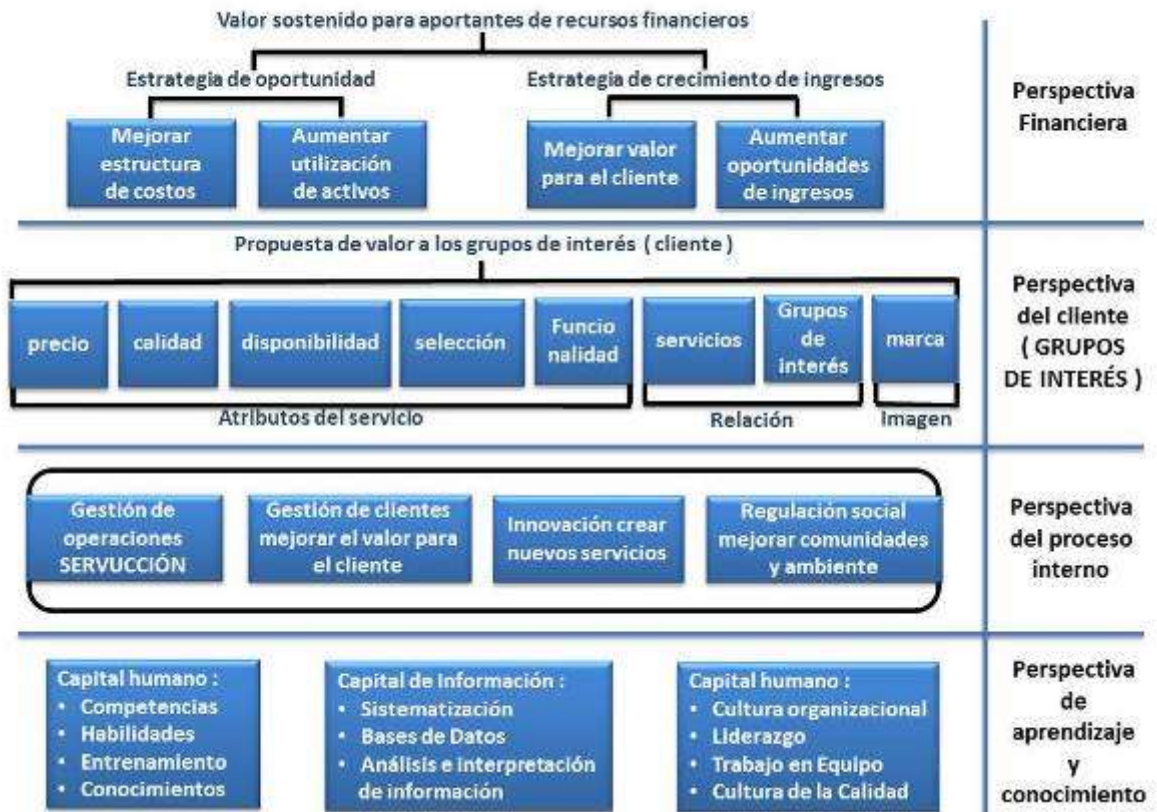 Valor sostenido para aportantes de recursos financieros
Estrategia de oportunidad
Estrategia de crecimiento de ingresos
Mejorar
estructura
de costos
Aumentar
utilización
de activos
Mejorar valor
para el cliente
Aumentar
oportunidades
de ingresos
Perspectiva
Financiera
Propuesta de valor a los grupos de interés ( cliente )
precio
calidad
disponibilidad
selección
Funcio
nalidad
servicios
Grupos
de
interés
marca
Atributos del servicio
Relación
Imagen
Perspectiva
del cliente
( GRUPOS
DE INTERÉS )
Gestión de
operaciones
SERVUCCIÓN
Gestión de clientes
mejorar el valor para
el cliente
Innovación crear
nuevos servicios
Regulación social
mejorar comunidades
y ambiente
Perspectiva
del proceso
interno
Capital humano :
• Competencias
• Habilidades
• Entrenamiento
• Conocimientos
Capital de Información :
• Sistematización
• Bases de Datos
• Análisis e interpretación
de información
Capital humano :
• Cultura organizacional
• Liderazgo
• Trabajo en Equipo
• Cultura de la Calidad
Perspectiva
de
aprendizaje
y
conocimiento